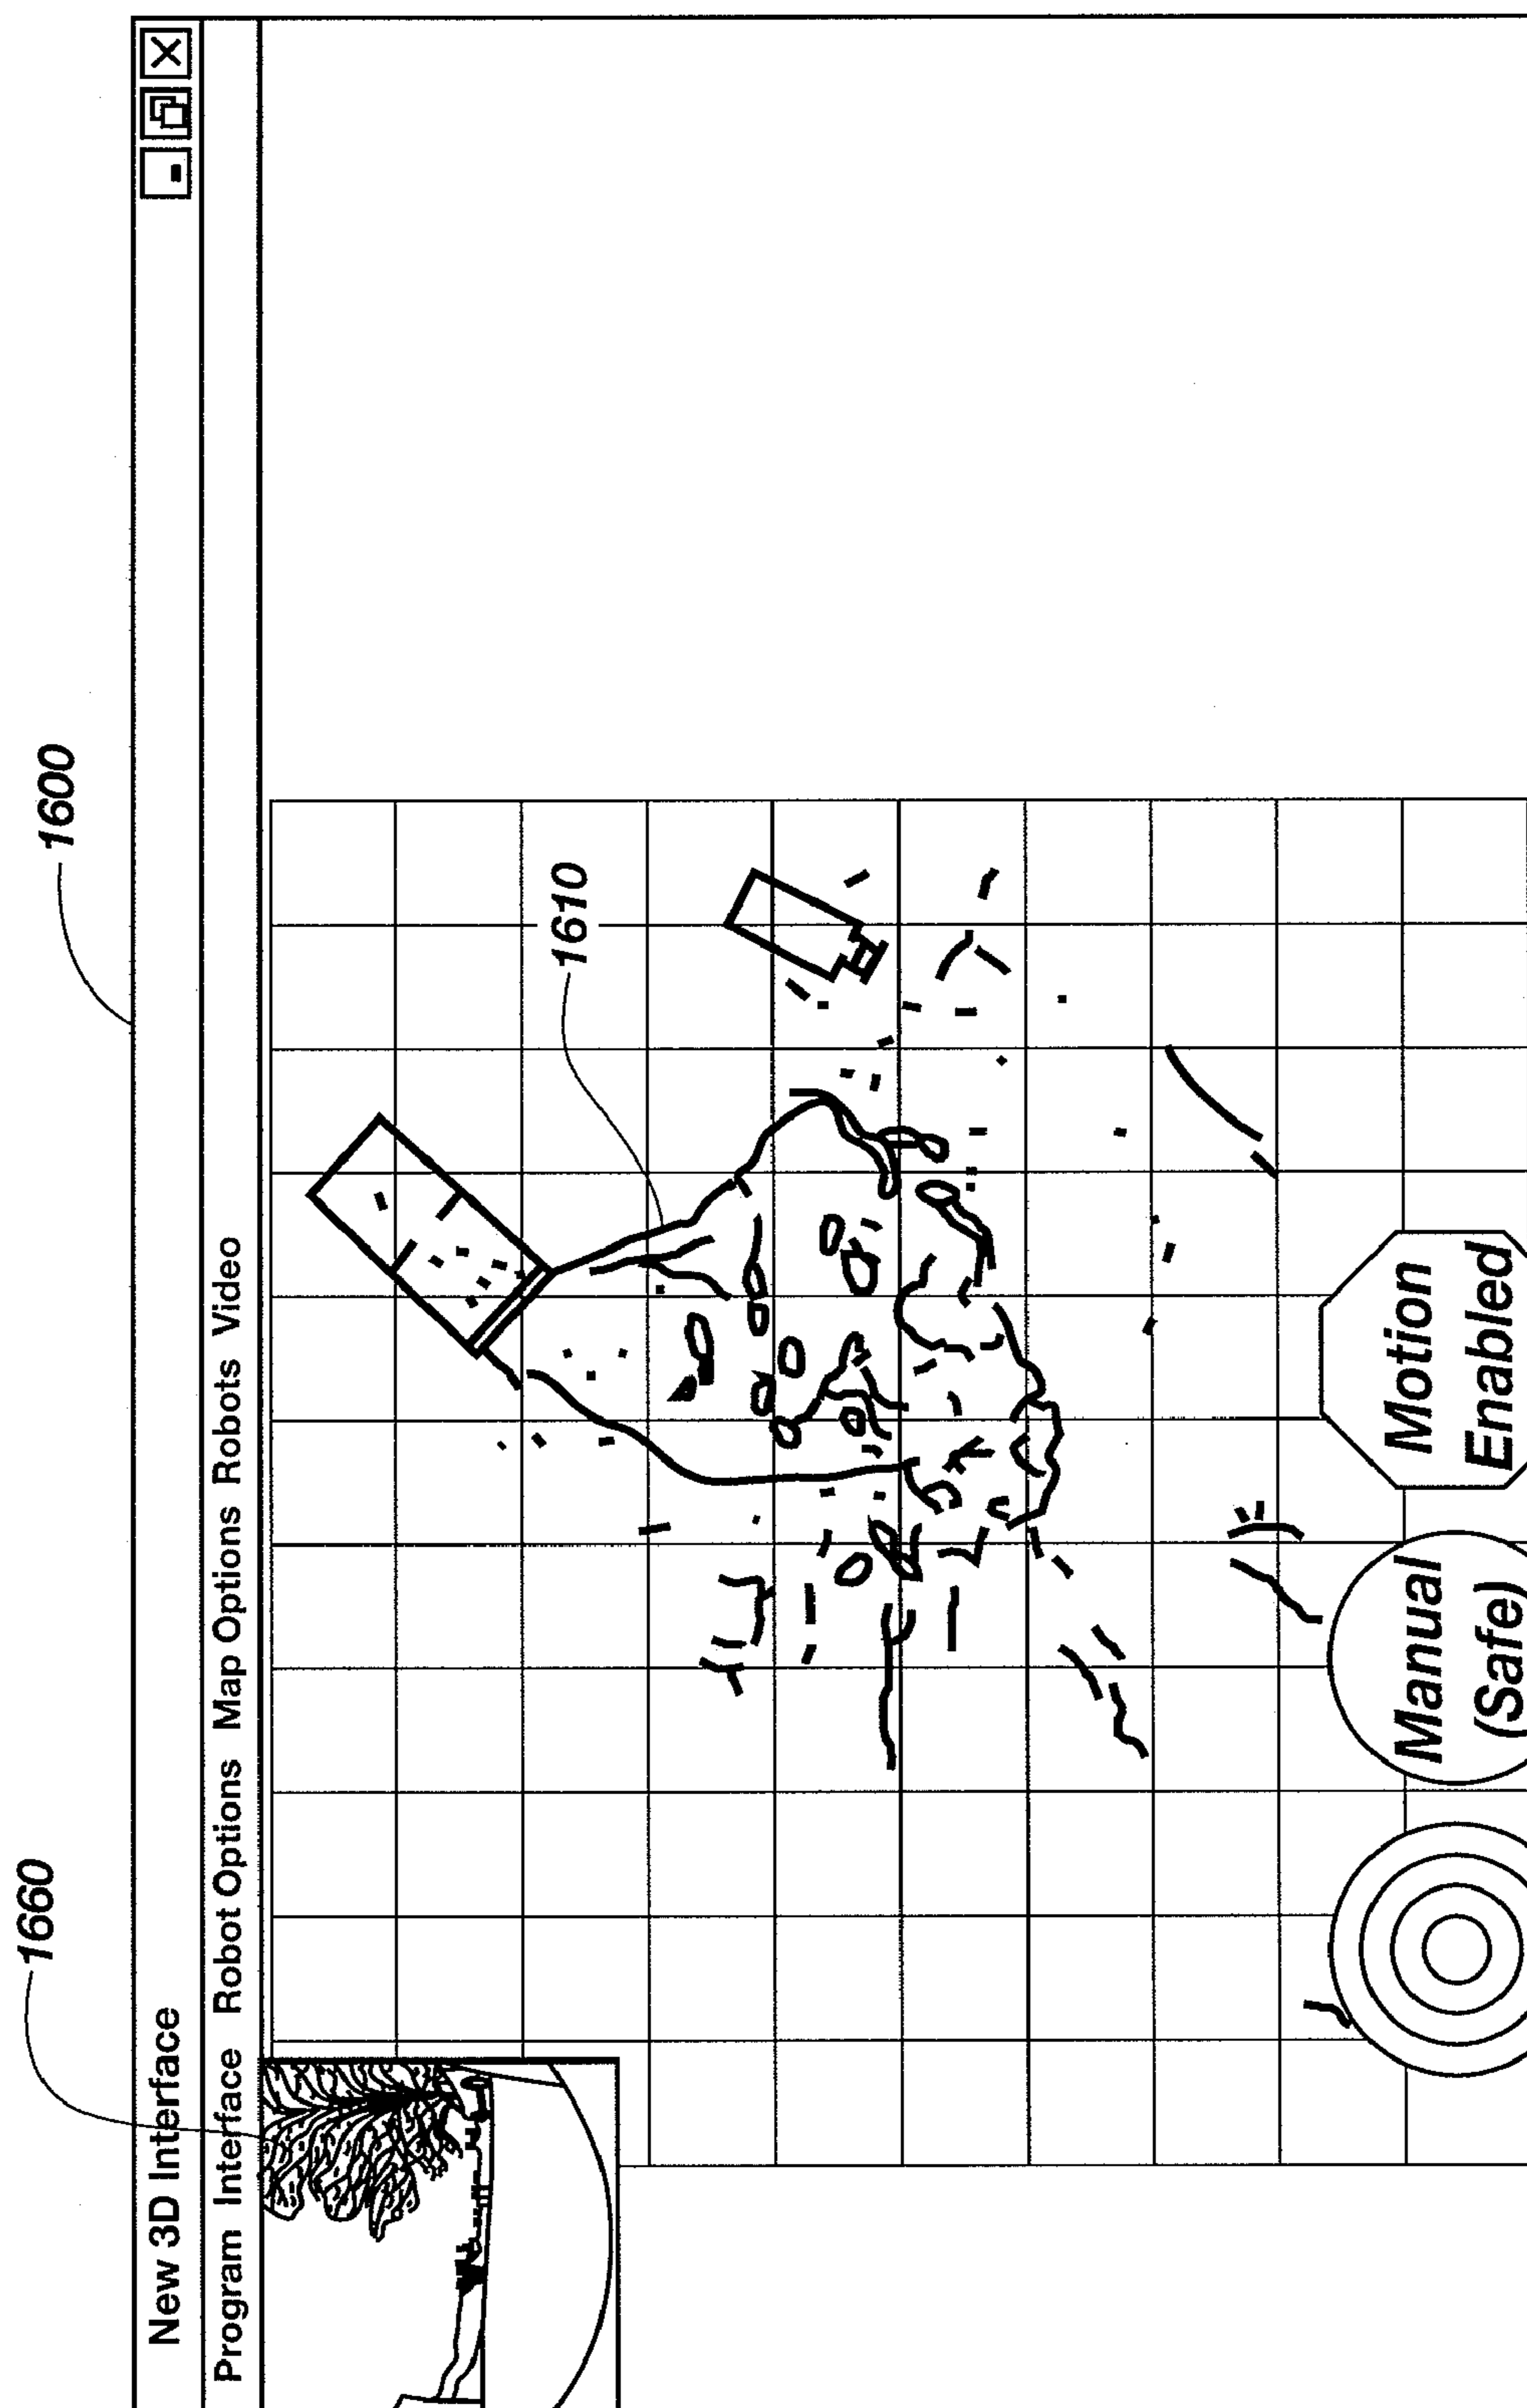 1600
1660
New 3D Interface
Program Interface Robot Options Map Options Robots Video
1610
Manual
(Safe)
Motion
Enabled